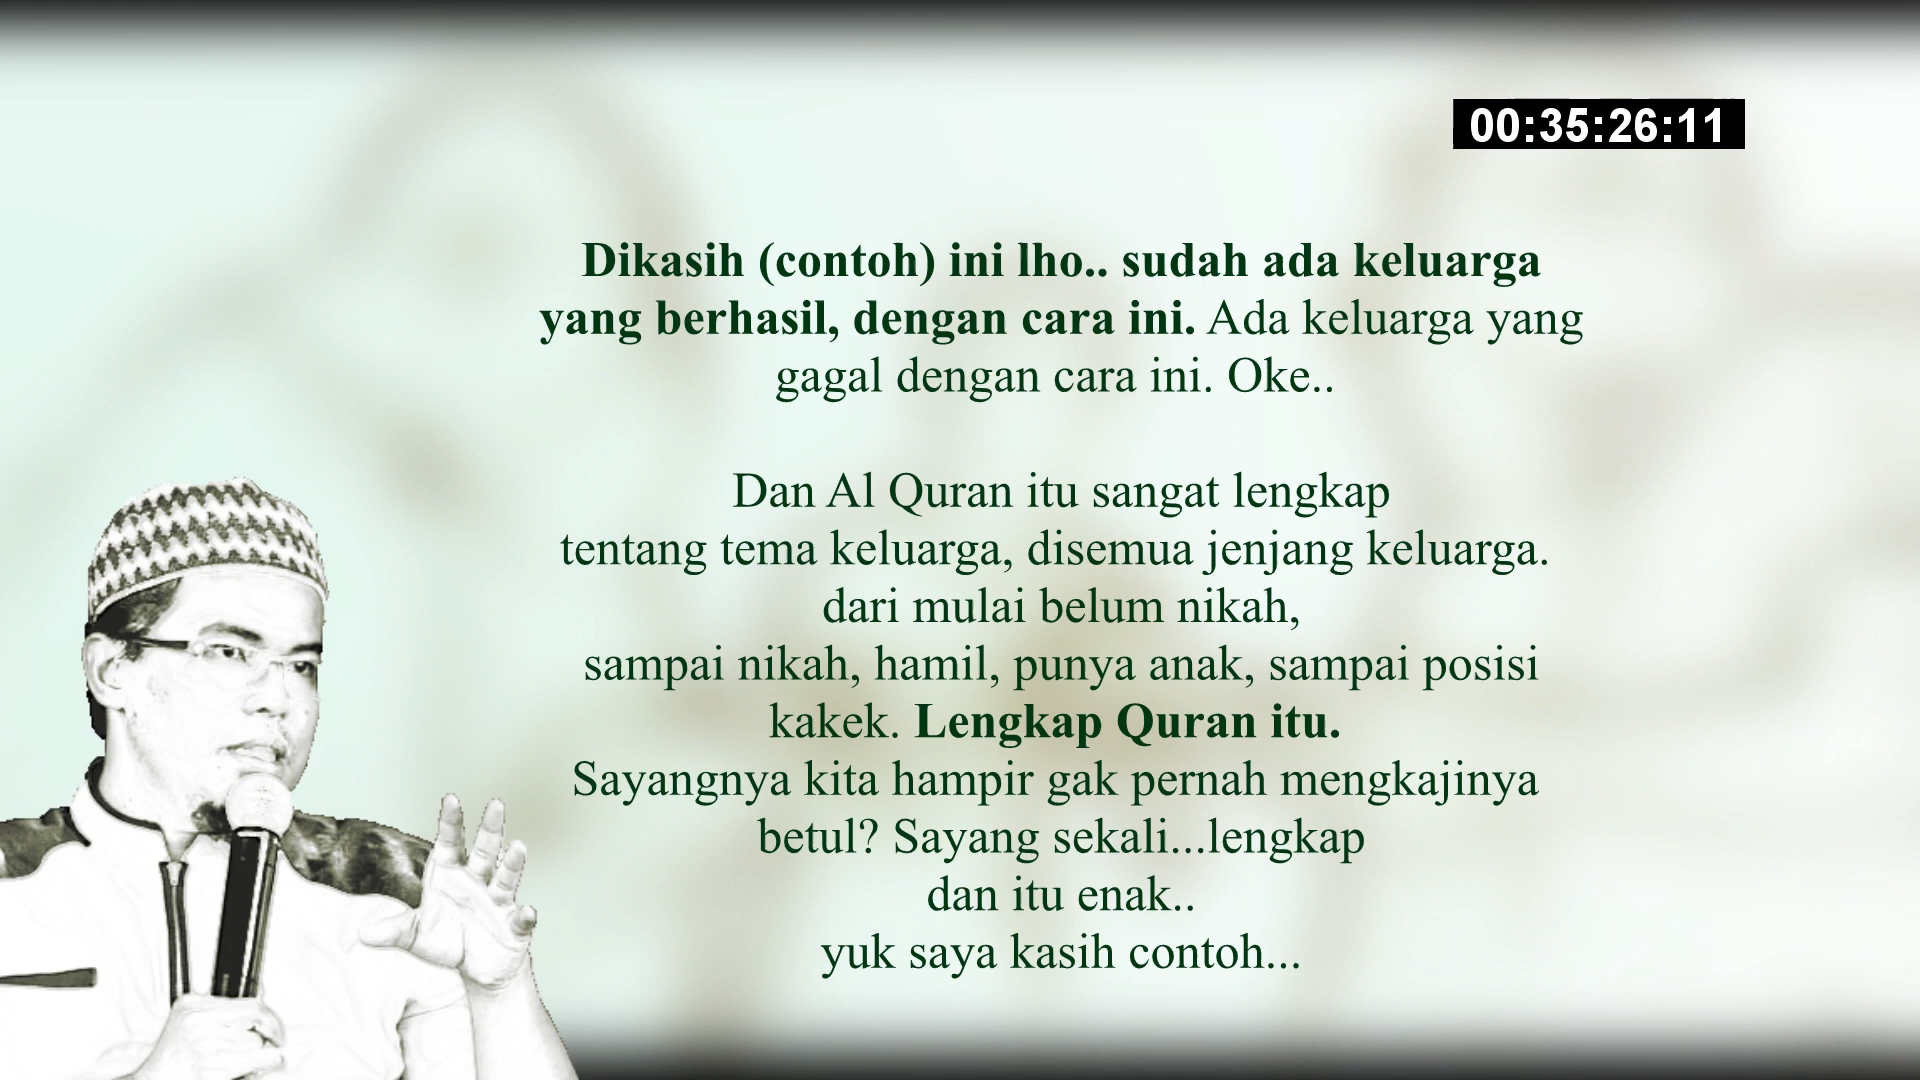 00:35:26:11
Dikasih (contoh) ini lho.. sudah ada keluarga
yang berhasil, dengan cara ini. Ada keluarga yang
gagal dengan cara ini. Oke..
Dan Al Quran itu sangat lengkap
tentang tema keluarga, disemua jenjang keluarga.
dari mulai belum nikah,
sampai nikah, hamil, punya anak, sampai posisi
kakek. Lengkap Quran itu.
Sayangnya kita hampir gak pernah mengkajinya
betul? Sayang sekali...lengkap
dan itu enak..
yuk saya kasih contoh...